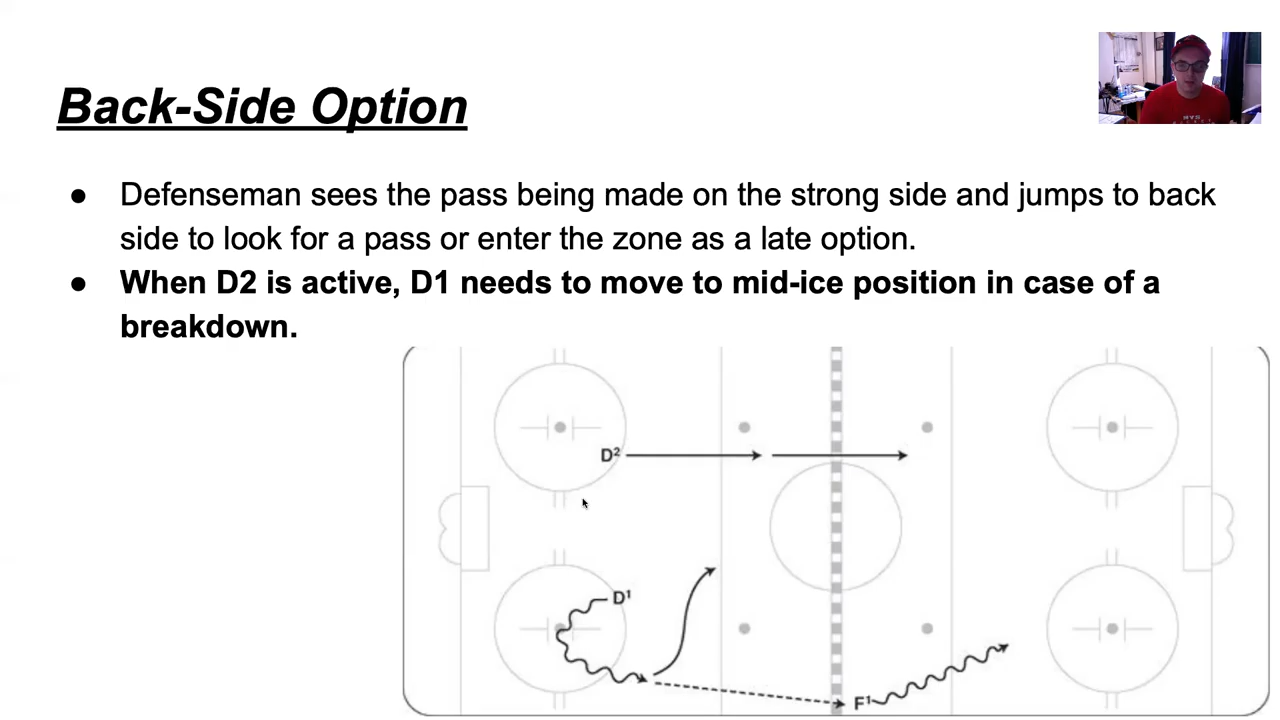 Back-Side Option
● Defenseman sees the pass being made on the strong side and jumps to back
side to look for a pass or enter the zone as a late option.
● When D2 is active, D1 needs to move to mid-ice position in case of a
breakdown.
D²
D¹
F¹